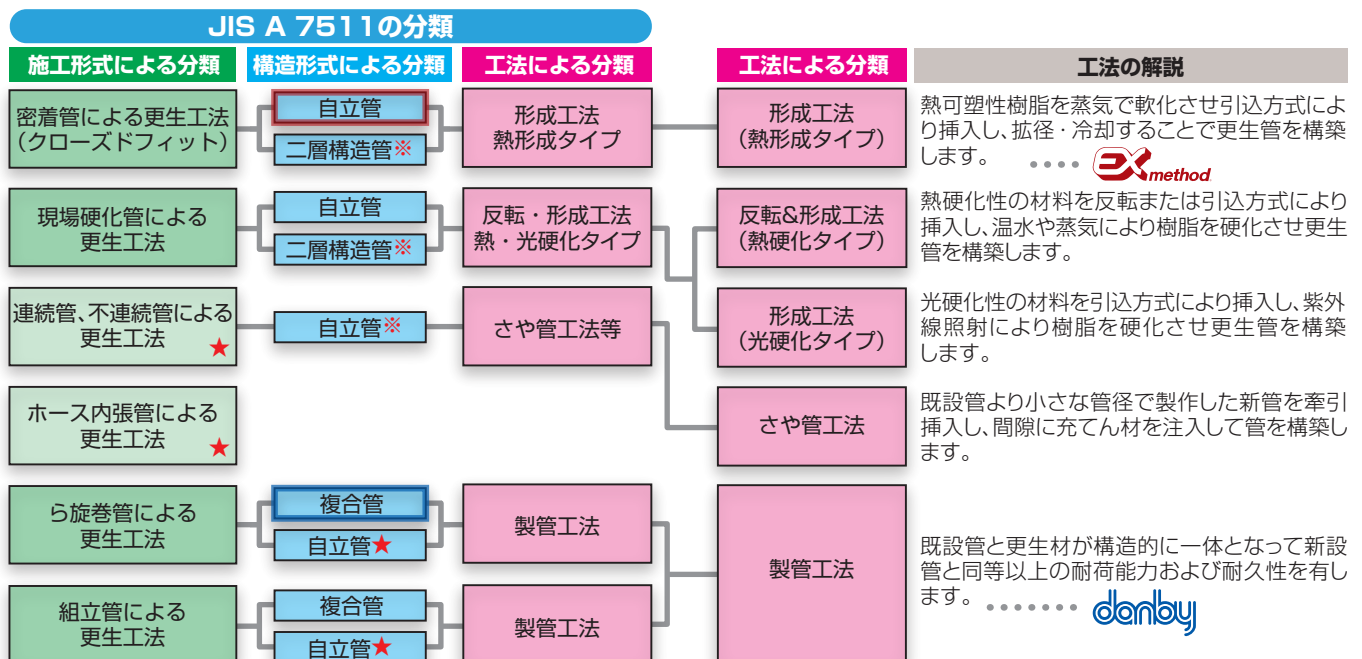 JIS A 7511の分類
施工形式による分類
構造形式による分類
工法による分類
工法による分類
工法の解説
密着管による更生工法
(クローズドフィット)
自立管
二層構造管※
形成工法
熱形成タイプ
形成工法
(熱形成タイプ)
熱可塑性樹脂を蒸気で軟化させ引込方式によ
り挿入し、拡径・冷却することで更生管を構築
します。 ････ EX method
現場硬化管による
更生工法
自立管
二層構造管※
反転・形成工法
熱・光硬化タイプ
反転&形成工法
(熱硬化タイプ)
熱硬化性の材料を反転または引込方式により
挿入し、温水や蒸気により樹脂を硬化させ更生
管を構築します。
連続管、不連続管による
更生工法
★
自立管※
さや管工法等
形成工法
(光硬化タイプ)
光硬化性の材料を引込方式により挿入し、紫外
線照射により樹脂を硬化させ更生管を構築
します。
ホース内張管による
更生工法
★
さや管工法
既設管より小さな管径で製作した新管を牽引
挿入し、間隙に充てん材を注入して管を構築し
ます。
ら旋巻管による
更生工法
複合管
自立管★
製管工法
製管工法
既設管と更生材が構造的に一体となって新設
管と同等以上の耐荷能力および耐久性を有し
ます。 ･･･････ danby
組立管による
更生工法
複合管
自立管★
製管工法